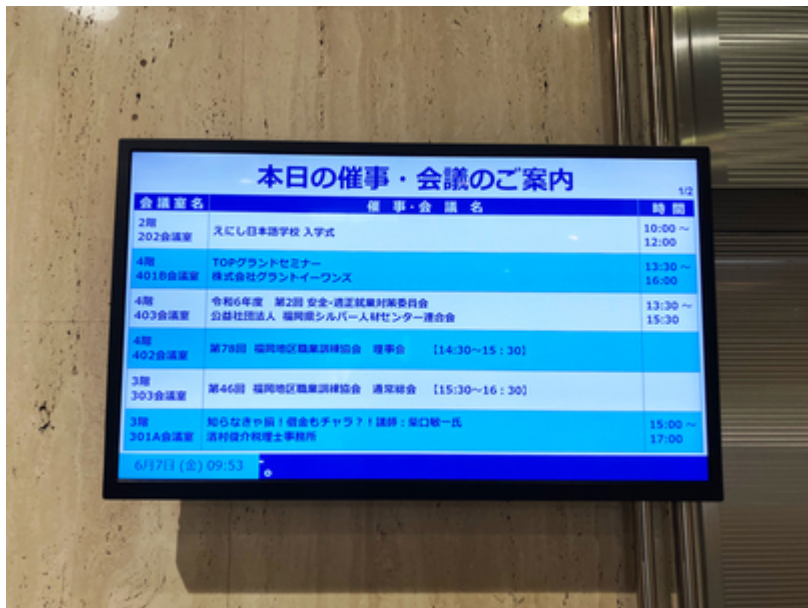 本日の催事・会議のご案内
1/2
会議室名 催事・会議名 時間
2階
202会議室
えにし日本語学校 入学式
10:00 ~
12:00
4階
401B会議室
TOPグランドセミナー
株式会社グラントイーワンズ
13:30 ~
16:00
4階
403会議室
令和6年度 第2回 安全・適正就業対策委員会
公益社団法人 福岡県シルバー人材センター連合会
13:30 ~
15:30
4階
402会議室
第78回 福岡地区職業訓練協会 理事会 【14:30~15:30】
3階
303会議室
第46回 福岡地区職業訓練協会 通常総会 【15:30~16:30】
3階
301A会議室
知らなきゃ損!借金もチャラ?!講師:柴口敏一氏
酒村俊介税理士事務所
15:00 ~
17:00
6月7日 (金) 09:53